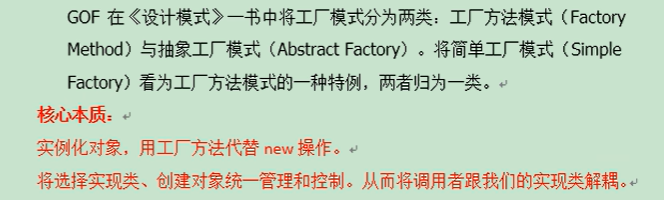 GOF 在《设计模式》一书中将工厂模式分为两类：工厂方法模式（Factory
Method）与抽象工厂模式（Abstract Factory）。将简单工厂模式（Simple
Factory）看为工厂方法模式的一种特例，两者归为一类。
核心本质：
实例化对象，用工厂方法代替 new 操作。
将选择实现类、创建对象统一管理和控制。从而将调用者跟我们的实现类解耦。